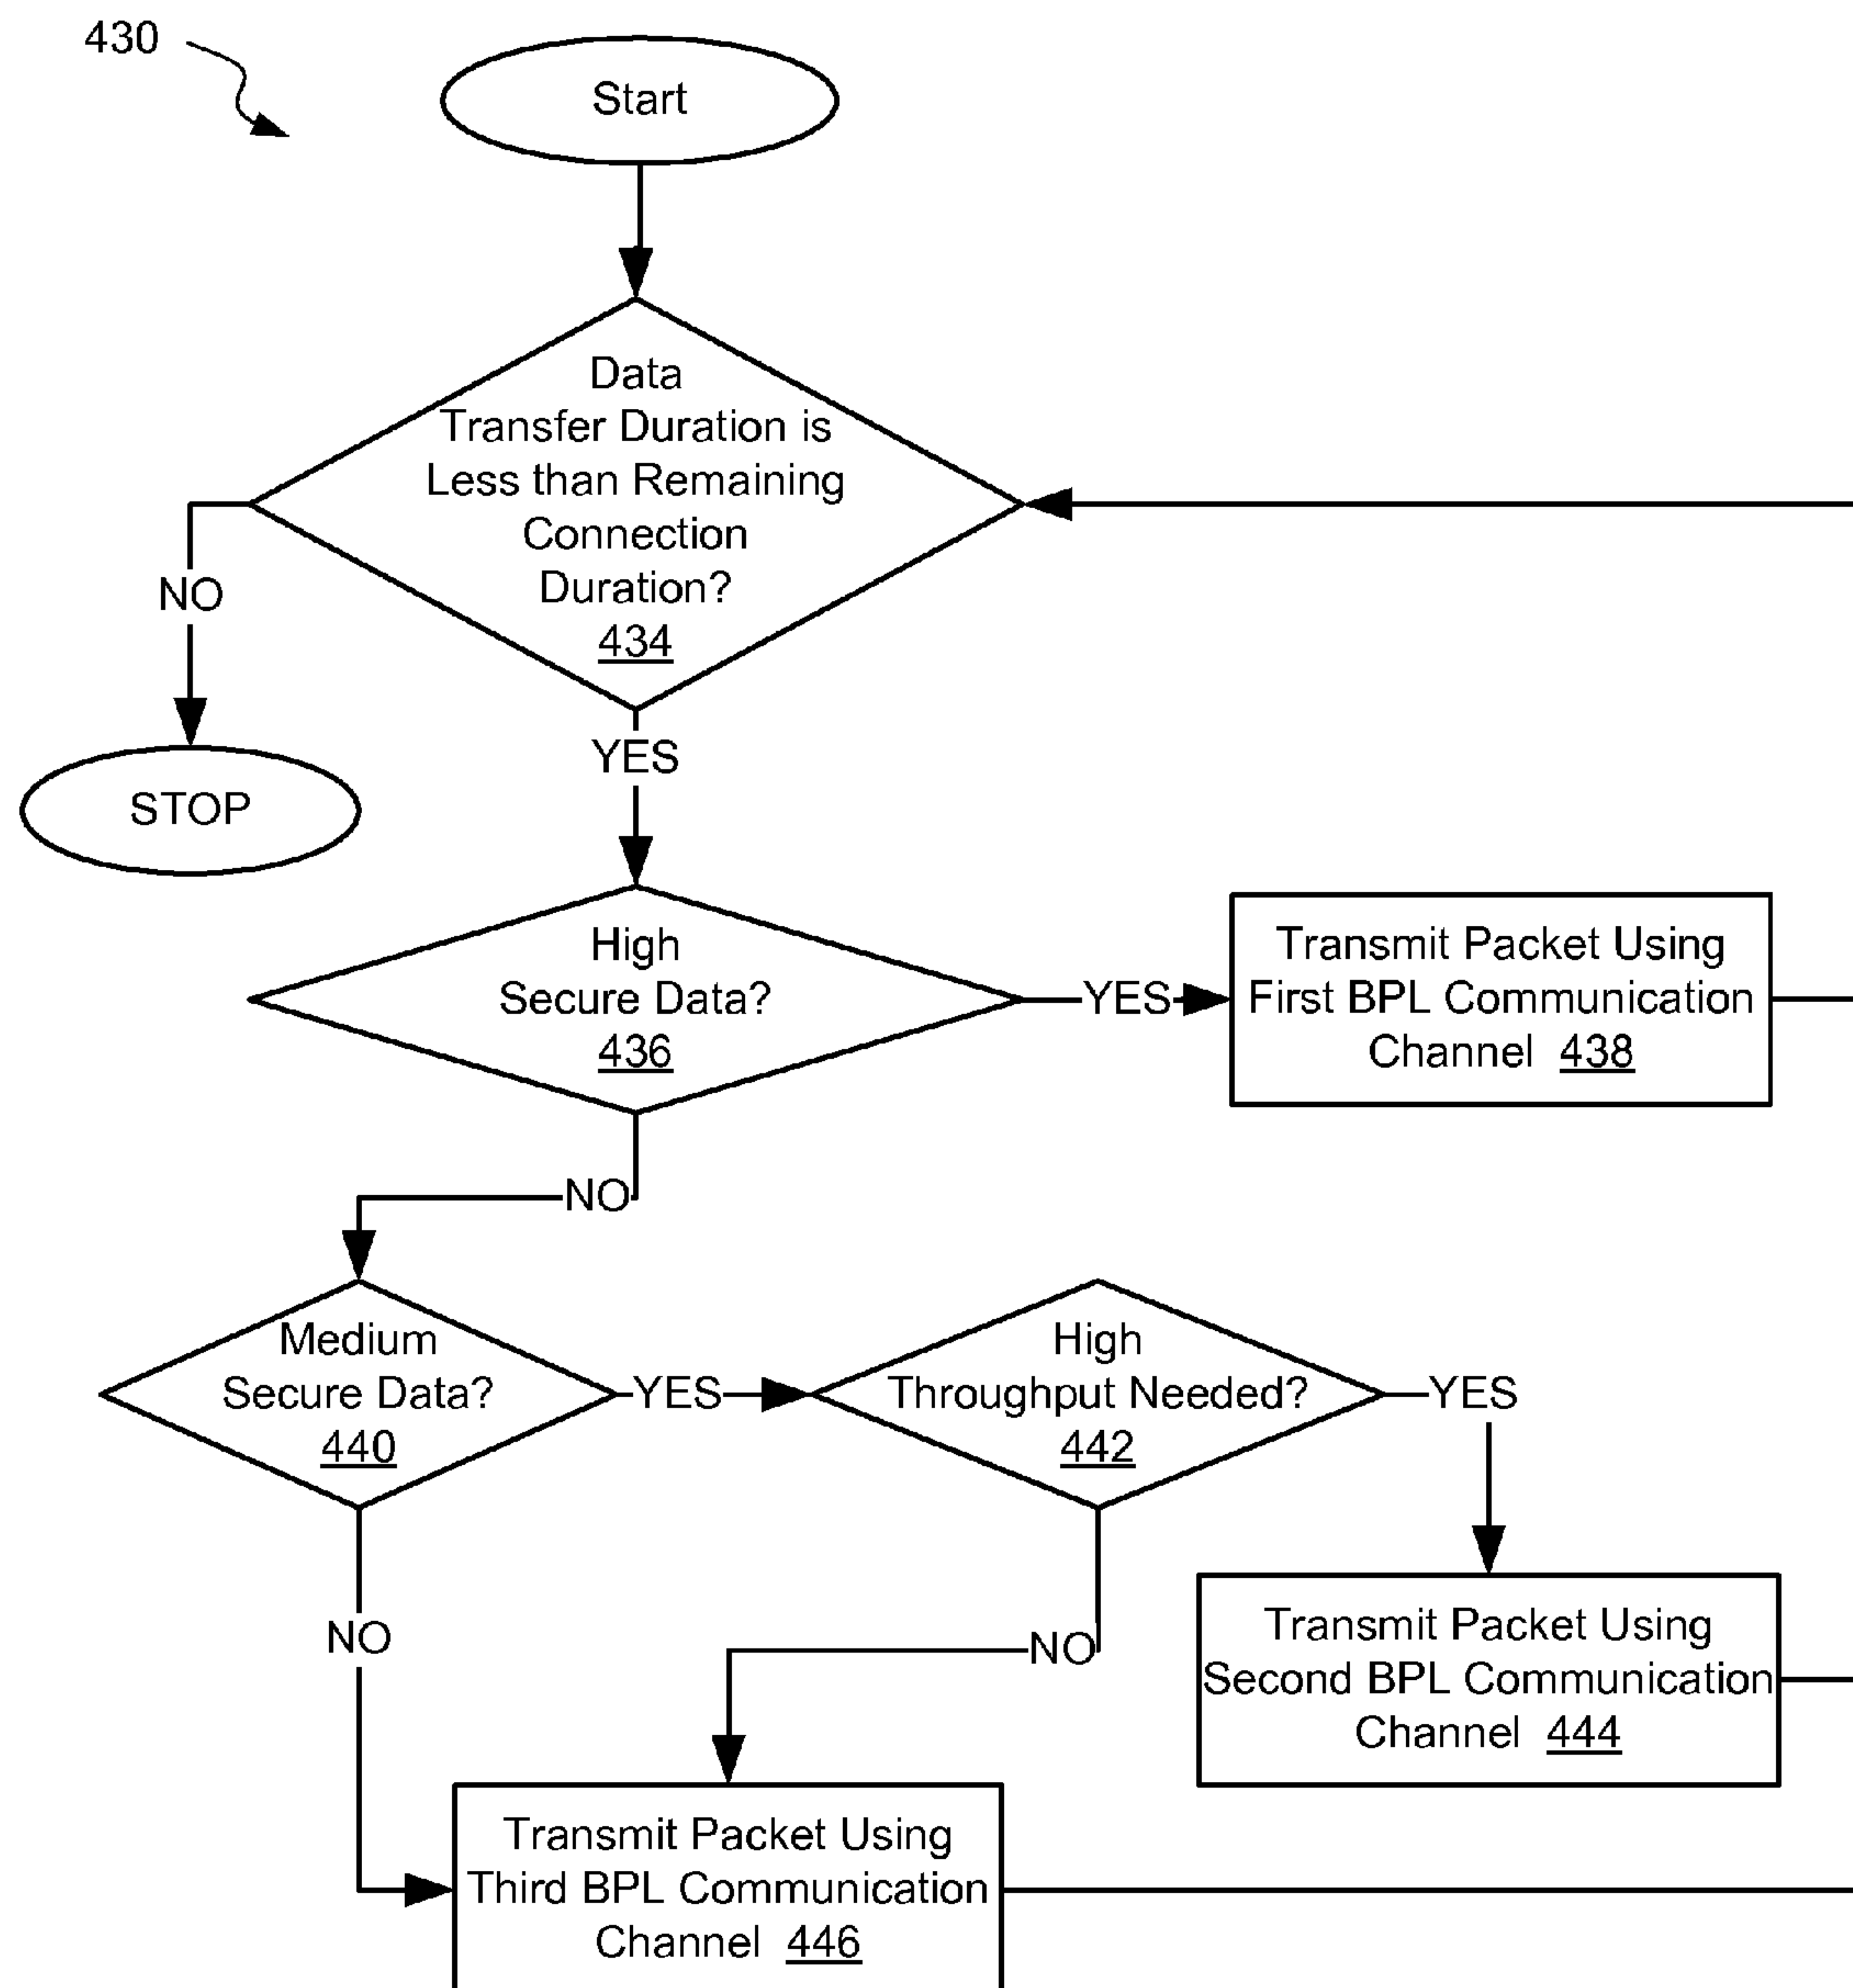 430
Start
Data
Transfer Duration is
Less than Remaining
Connection
Duration?
434
NO
YES
STOP
High
Secure Data?
436
YES
Transmit Packet Using
First BPL Communication
Channel 438
NO
Medium
Secure Data?
440
YES
High
Throughput Needed?
442
YES
NO
NO
Transmit Packet Using
Second BPL Communication
Channel 444
Transmit Packet Using
Third BPL Communication
Channel 446